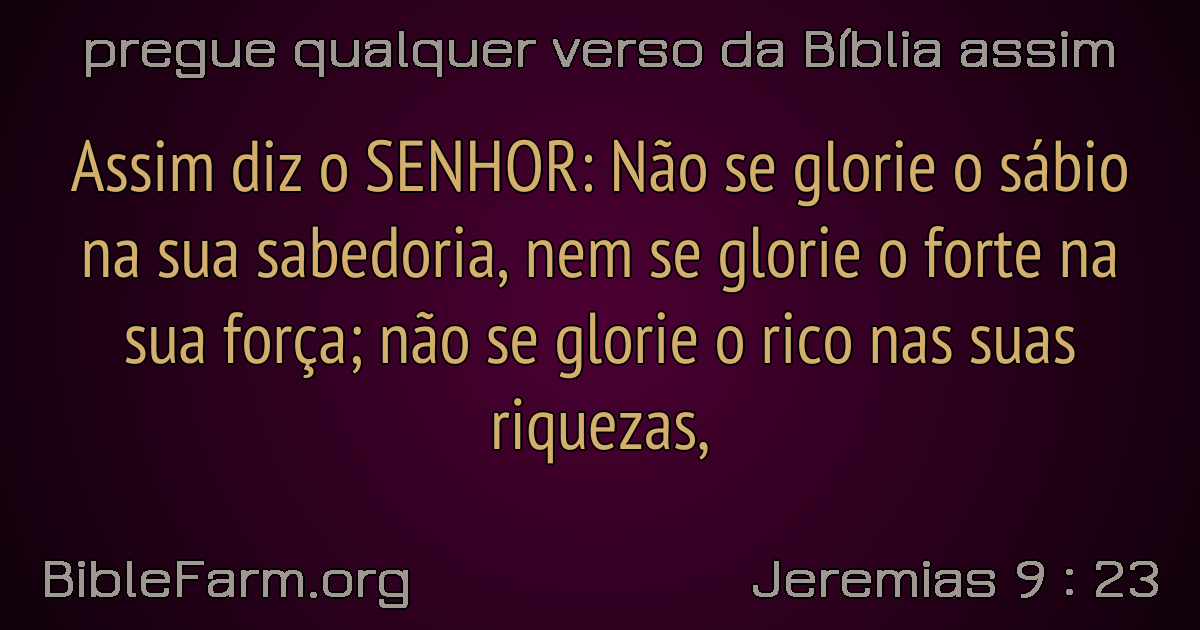 pregue qualquer verso da Bíblia assim
Assim diz o SENHOR: Não se glorie o sábio
na sua sabedoria, nem se glorie o forte na
sua força; não se glorie o rico nas suas
riquezas,
BibleFarm.org
Jeremias 9 : 23